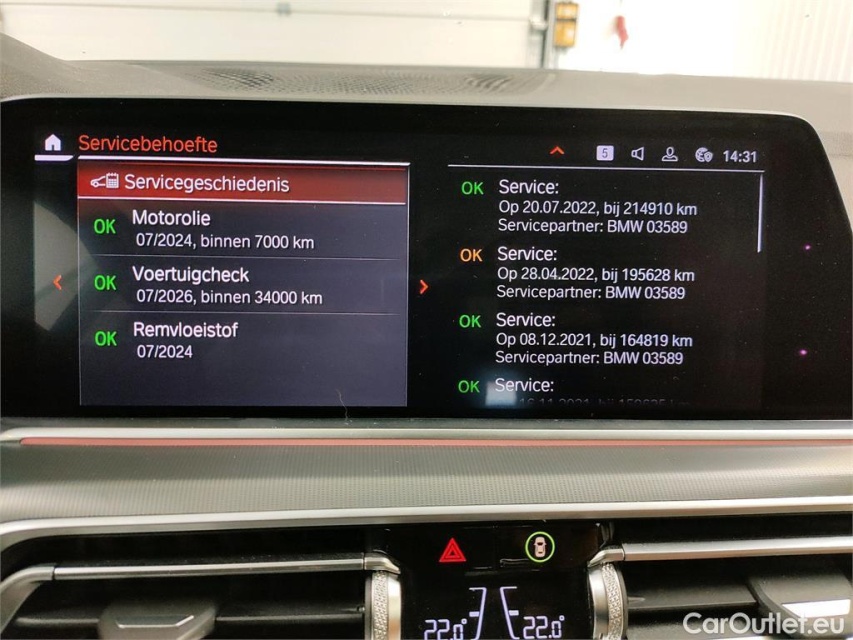 Servicebehoefte
5
14:31
Servicegeschiedenis
OK Motorolie
07/2024, binnen 7000 km
OK Voertuigcheck
07/2026, binnen 34000 km
OK Remvloeistof
07/2024
OK Service:
Op 20.07.2022, bij 214910 km
Servicepartner: BMW 03589
OK Service:
Op 28.04.2022, bij 195628 km
Servicepartner: BMW 03589
OK Service:
Op 08.12.2021, bij 164819 km
Servicepartner: BMW 03589
OK Service:
22.0° 22.0°
CarOutlet.eu